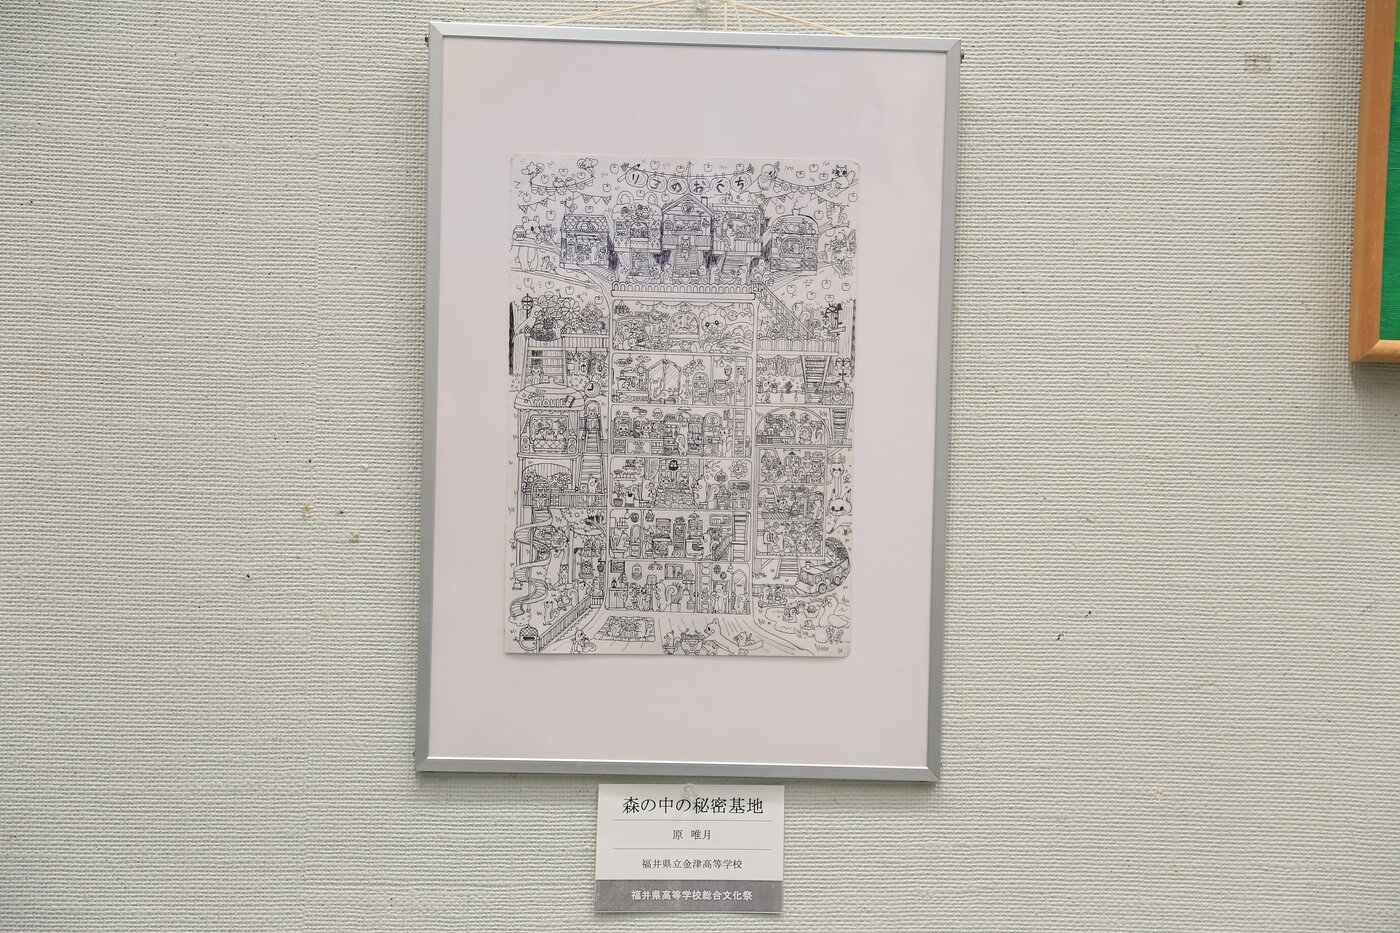 りすのおうち
MOVIE
森の中の秘密基地
原 唯月
福井県立金津高等学校
福井県高等学校総合文化祭